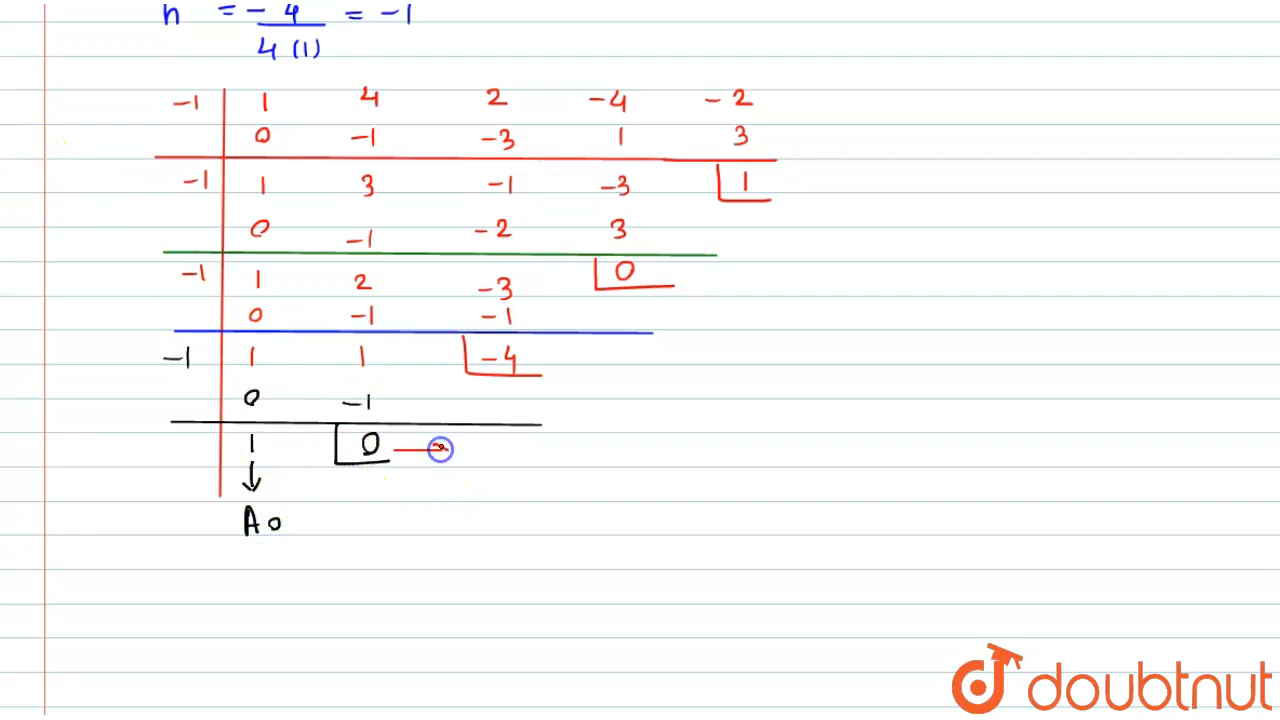 h = - 4 / 4 (1) = -1
-1 | 1 4 2 -4 -2
0 -1 -3 1 3
-1 | 1 3 -1 -3 | 1
0 -1 -2 3
-1 | 1 2 -3 | 0
0 -1 -1
-1 | 1 1 | -4
0 -1
1 | 0 —
↓
A0
doubtnut